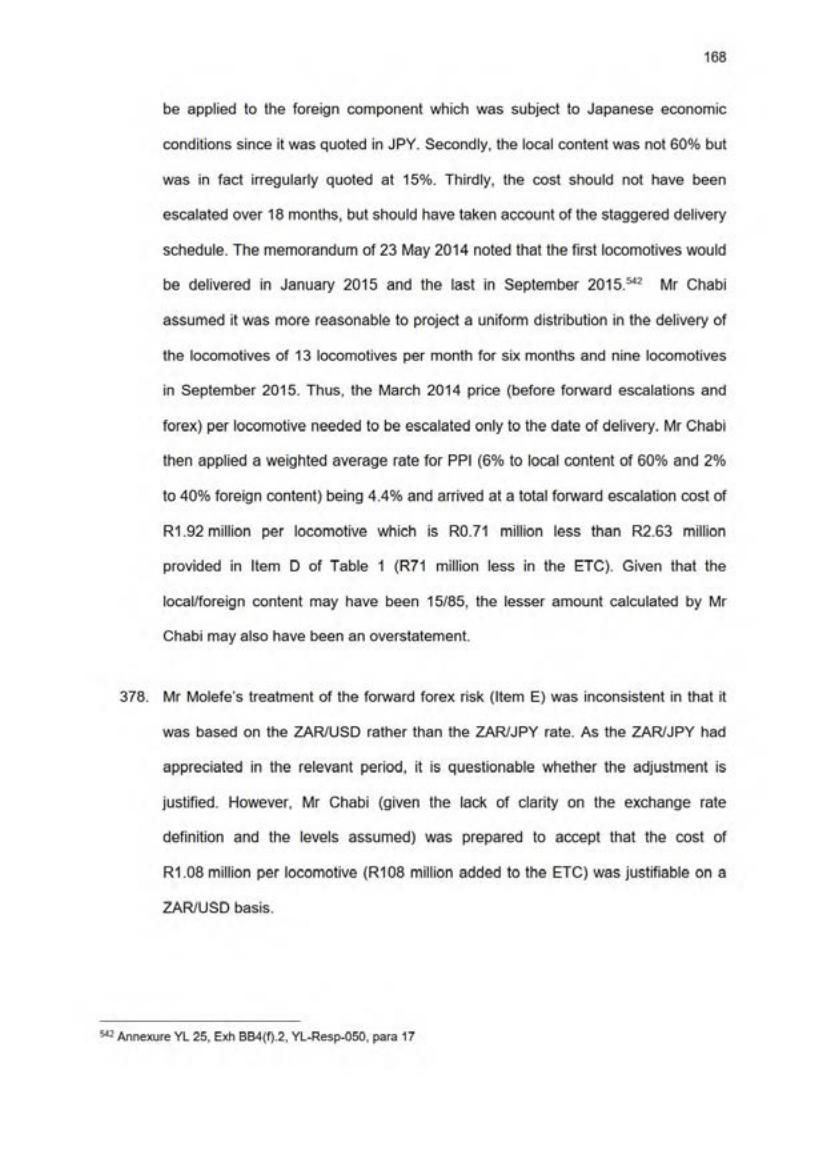 168
be applied to the foreign component which was subject to Japanese economic
conditions since it was quoted in JPY. Secondly, the local content was not 60% but
was in fact irregularly quoted at 15%. Thirdly, the cost should not have been
escalated over 18 months, but should have taken account of the staggered delivery
schedule. The memorandum of 23 May 2014 noted that the first locomotives would
be delivered in January 2015 and the last in September 2015.542 Mr Chabi
assumed it was more reasonable to project a uniform distribution in the delivery of
the locomotives of 13 locomotives per month for six months and nine locomotives
in September 2015. Thus, the March 2014 price (before forward escalations and
forex) per locomotive needed to be escalated only to the date of delivery. Mr Chabi
then applied a weighted average rate for PPI (6% to local content of 60% and 2%
to 40% foreign content) being 4.4% and arrived at a total forward escalation cost of
R1.92 million per locomotive which is R0.71 million less than R2.63 million
provided in Item D of Table 1 (R71 million less in the ETC). Given that the
local/foreign content may have been 15/85, the lesser amount calculated by Mr
Chabi may also have been an overstatement.
378. Mr Molefe's treatment of the forward forex risk (Item E) was inconsistent in that it
was based on the ZAR/USD rather than the ZAR/JPY rate. As the ZAR/JPY had
appreciated in the relevant period, it is questionable whether the adjustment is
justified. However, Mr Chabi (given the lack of clarity on the exchange rate
definition and the levels assumed) was prepared to accept that the cost of
R1.08 million per locomotive (R108 million added to the ETC) was justifiable on a
ZAR/USD basis.
542 Annexure YL 25, Exh BB4(f).2, YL-Resp-050, para 17